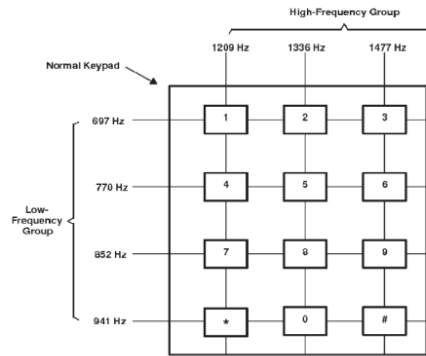 High-Frequency Group
1209 Hz 1336 Hz 1477 Hz
Normal Keypad
697 Hz 1 2 3
770 Hz 4 5 6
Low-
Frequency
Group
852 Hz 7 8 9
941 Hz * 0 #